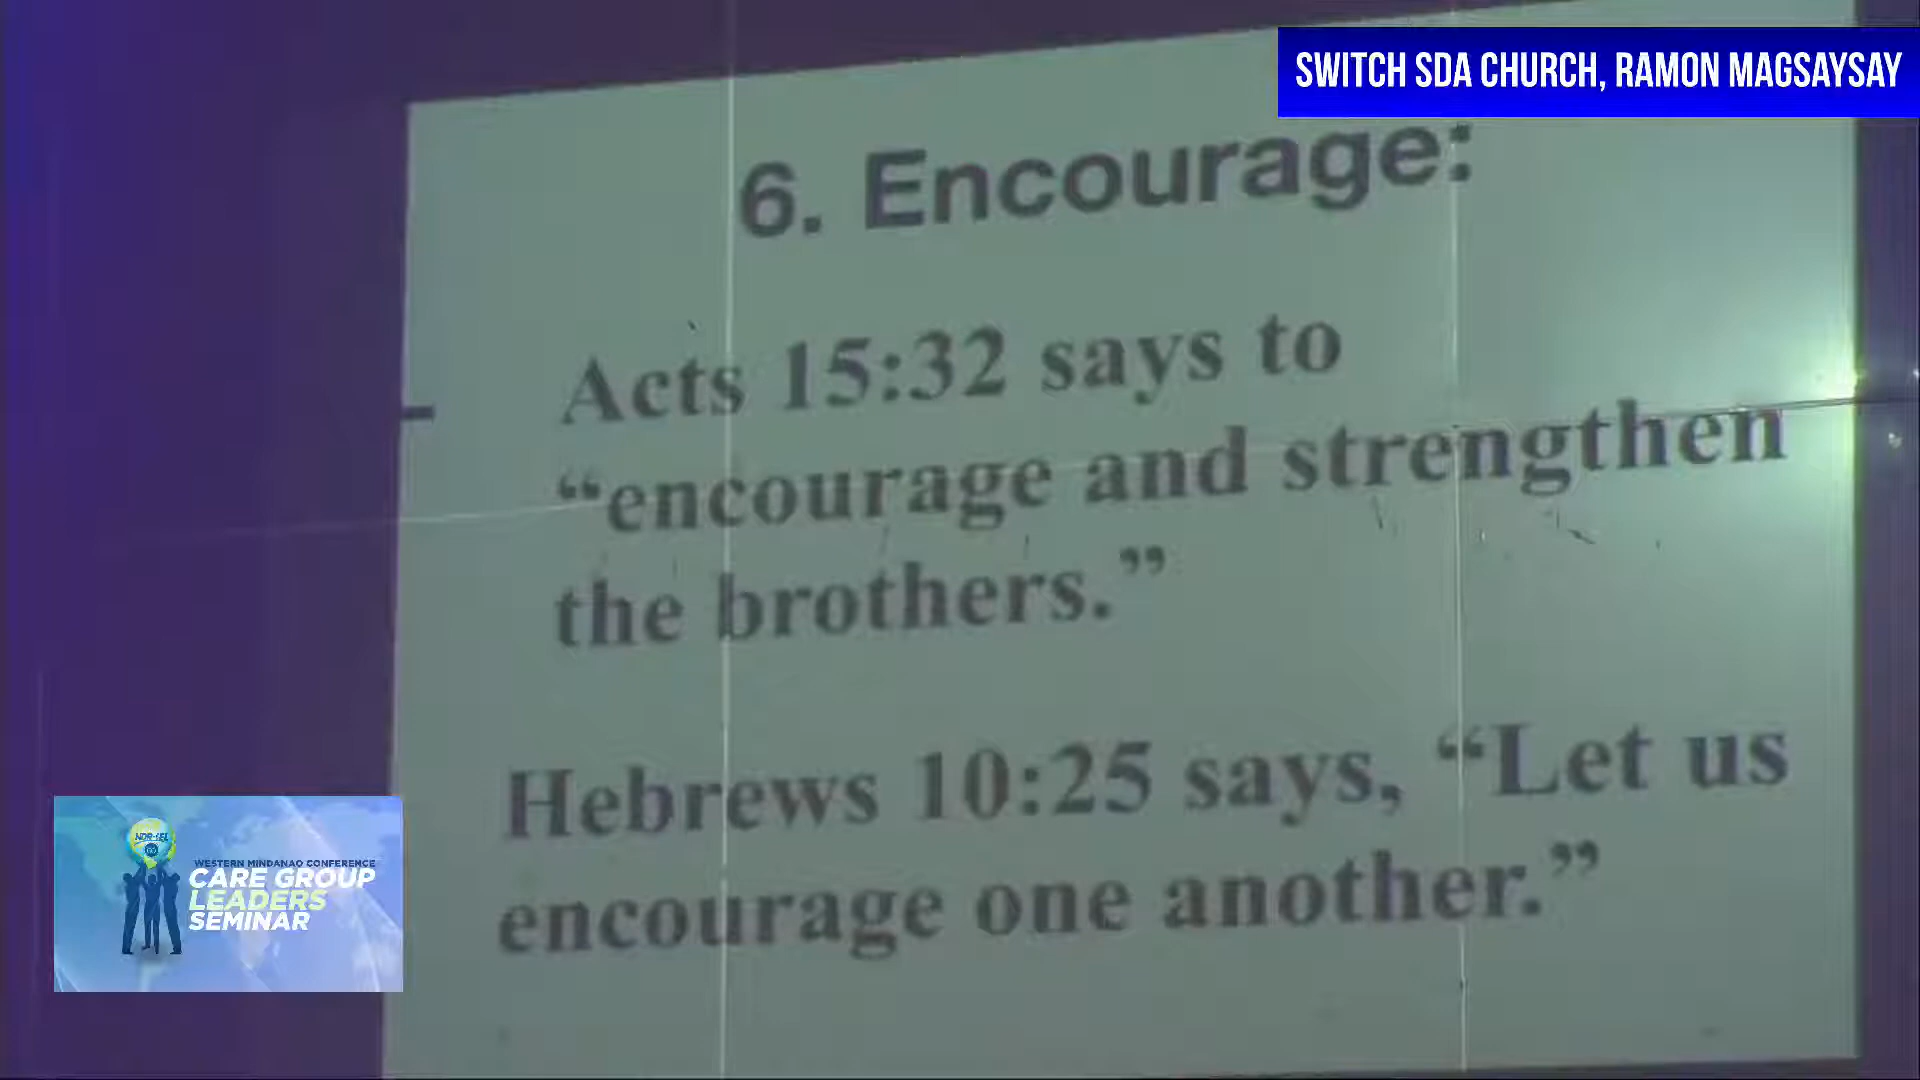 SWITCH SDA CHURCH, RAMON MAGSAYSAY
6. Encourage:
Acts 15:32 says to
“encourage and strengthen
the brothers.”
Hebrews 10:25 says, “Let us
encourage one another.”
WESTERN MINDANAO CONFERENCE
CARE GROUP
LEADERS
SEMINAR